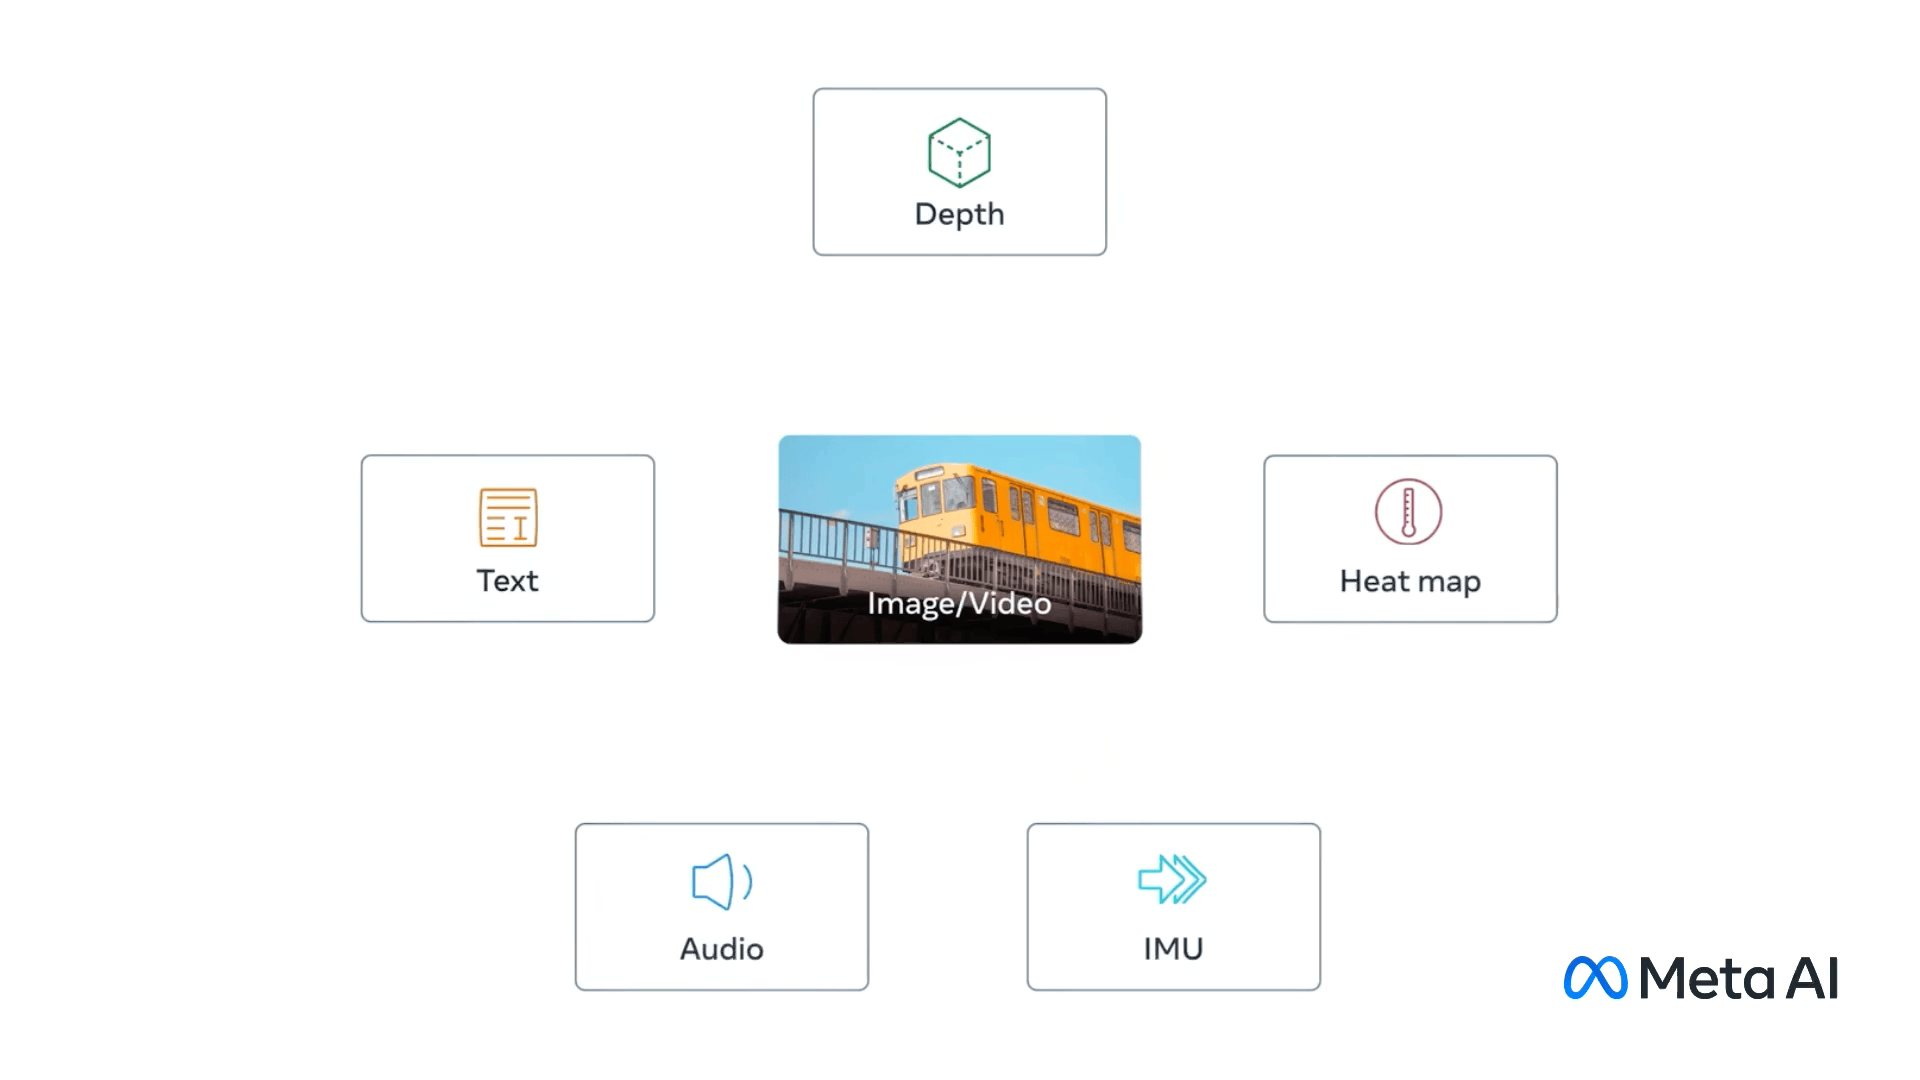 Depth
Text
Image/Video
Heat map
Audio
IMU
Meta AI